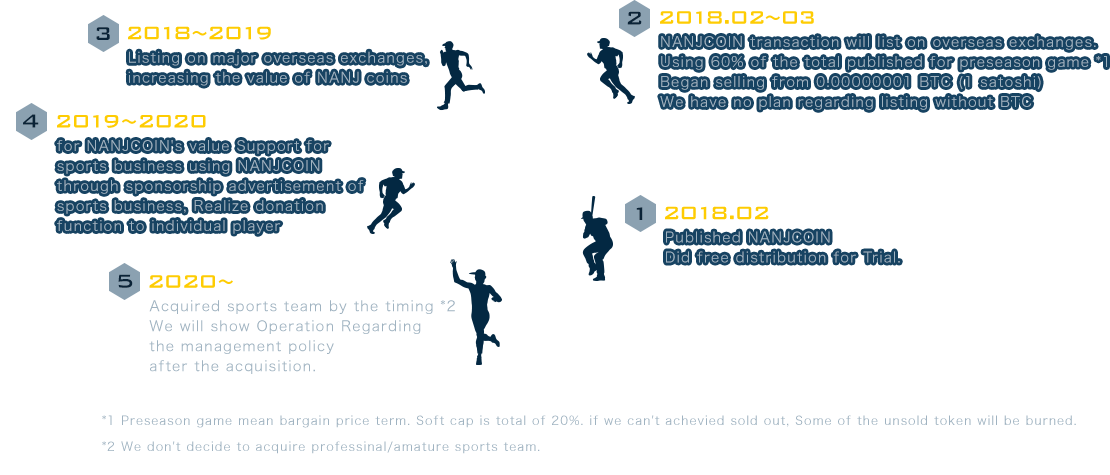 1
2018.02
Published NANJCOIN
Did free distribution for Trial.
2
2018.02~03
NANJCOIN transaction will list on overseas exchanges.
Using 60% of the total published for preseason game *1
Began selling from 0.00000001 BTC (1 satoshi)
We have no plan regarding listing without BTC
3
2018~2019
Listing on major overseas exchanges,
increasing the value of NANJ coins
4
2019~2020
for NANJCOIN's value Support for
sports business using NANJCOIN
through sponsorship advertisement of
sports business, Realize donation
function to individual player
5
2020~
Acquired sports team by the timing *2
We will show Operation Regarding
the management policy
after the acquisition.
*1 Preseason game mean bargain price term. Soft cap is total of 20%. if we can't achevied sold out, Some of the unsold token will be burned.
*2 We don't decide to acquire professinal/amature sports team.